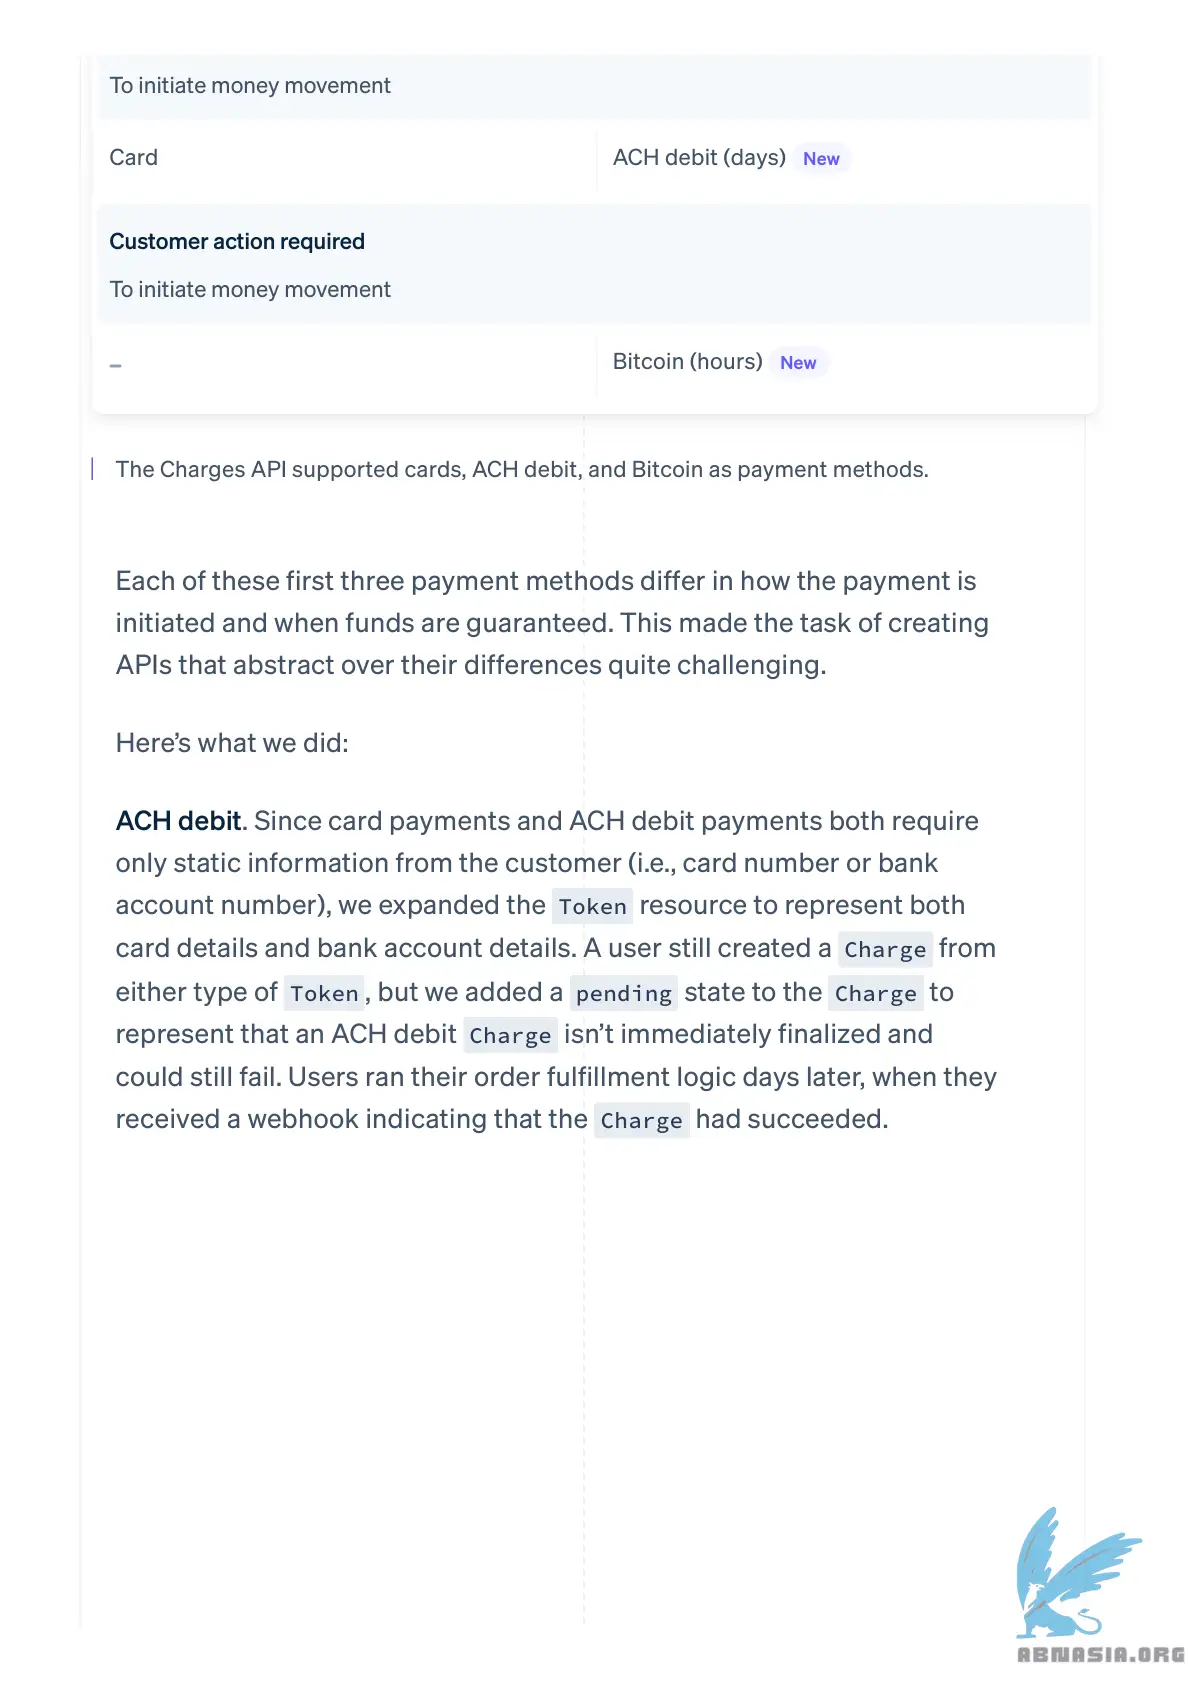 To initiate money movement
Card
ACH debit (days) New
Customer action required
To initiate money movement
–
Bitcoin (hours) New
The Charges API supported cards, ACH debit, and Bitcoin as payment methods.
Each of these first three payment methods differ in how the payment is
initiated and when funds are guaranteed. This made the task of creating
APIs that abstract over their differences quite challenging.
Here’s what we did:
ACH debit. Since card payments and ACH debit payments both require
only static information from the customer (i.e., card number or bank
account number), we expanded the Token resource to represent both
card details and bank account details. A user still created a Charge from
either type of Token, but we added a pending state to the Charge to
represent that an ACH debit Charge isn’t immediately finalized and
could still fail. Users ran their order fulfillment logic days later, when they
received a webhook indicating that the Charge had succeeded.
ABNASIA.ORG